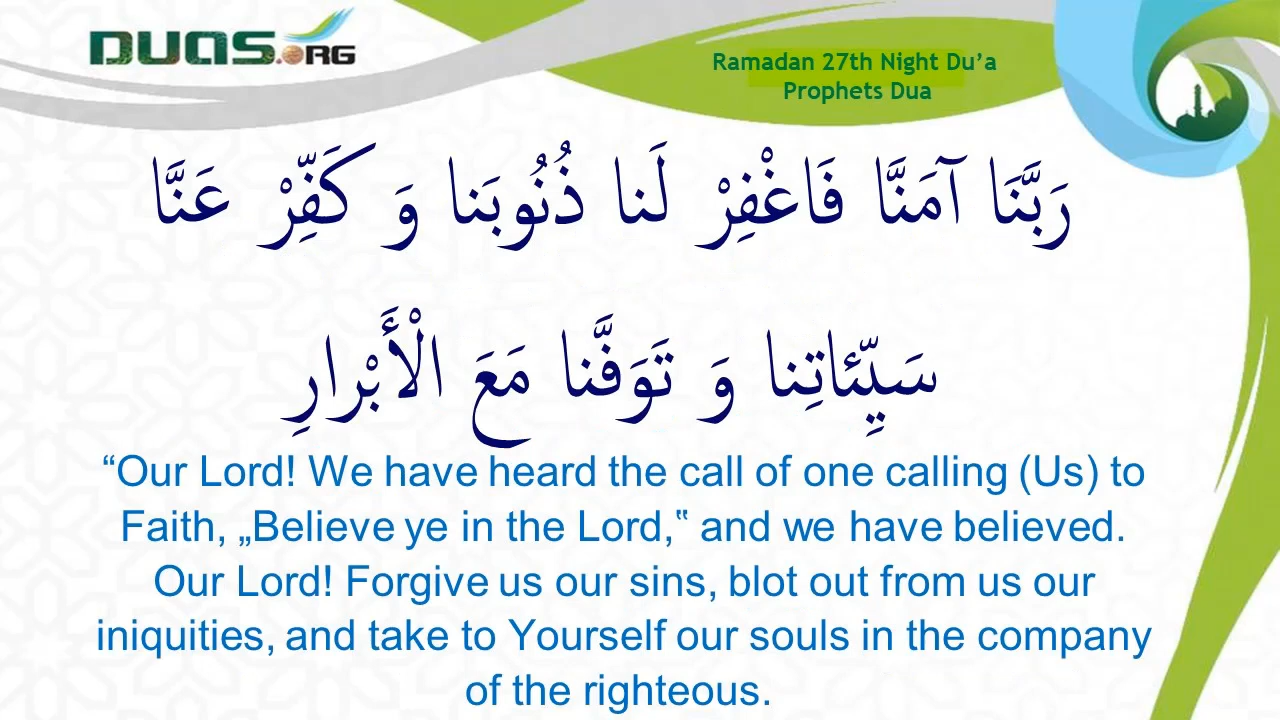 DUAS.ORG
Ramadan 27th Night Du’a
Prophets Dua
رَبَّنَا آمَنَّا فَاغْفِرْ لَنا ذُنُوبَنا وَ كَفِّرْ عَنَّا
سَيِّئاتِنا وَ تَوَفَّنا مَعَ الْأَبْرارِ
“Our Lord! We have heard the call of one calling (Us) to
Faith, „Believe ye in the Lord,‟ and we have believed.
Our Lord! Forgive us our sins, blot out from us our
iniquities, and take to Yourself our souls in the company
of the righteous.